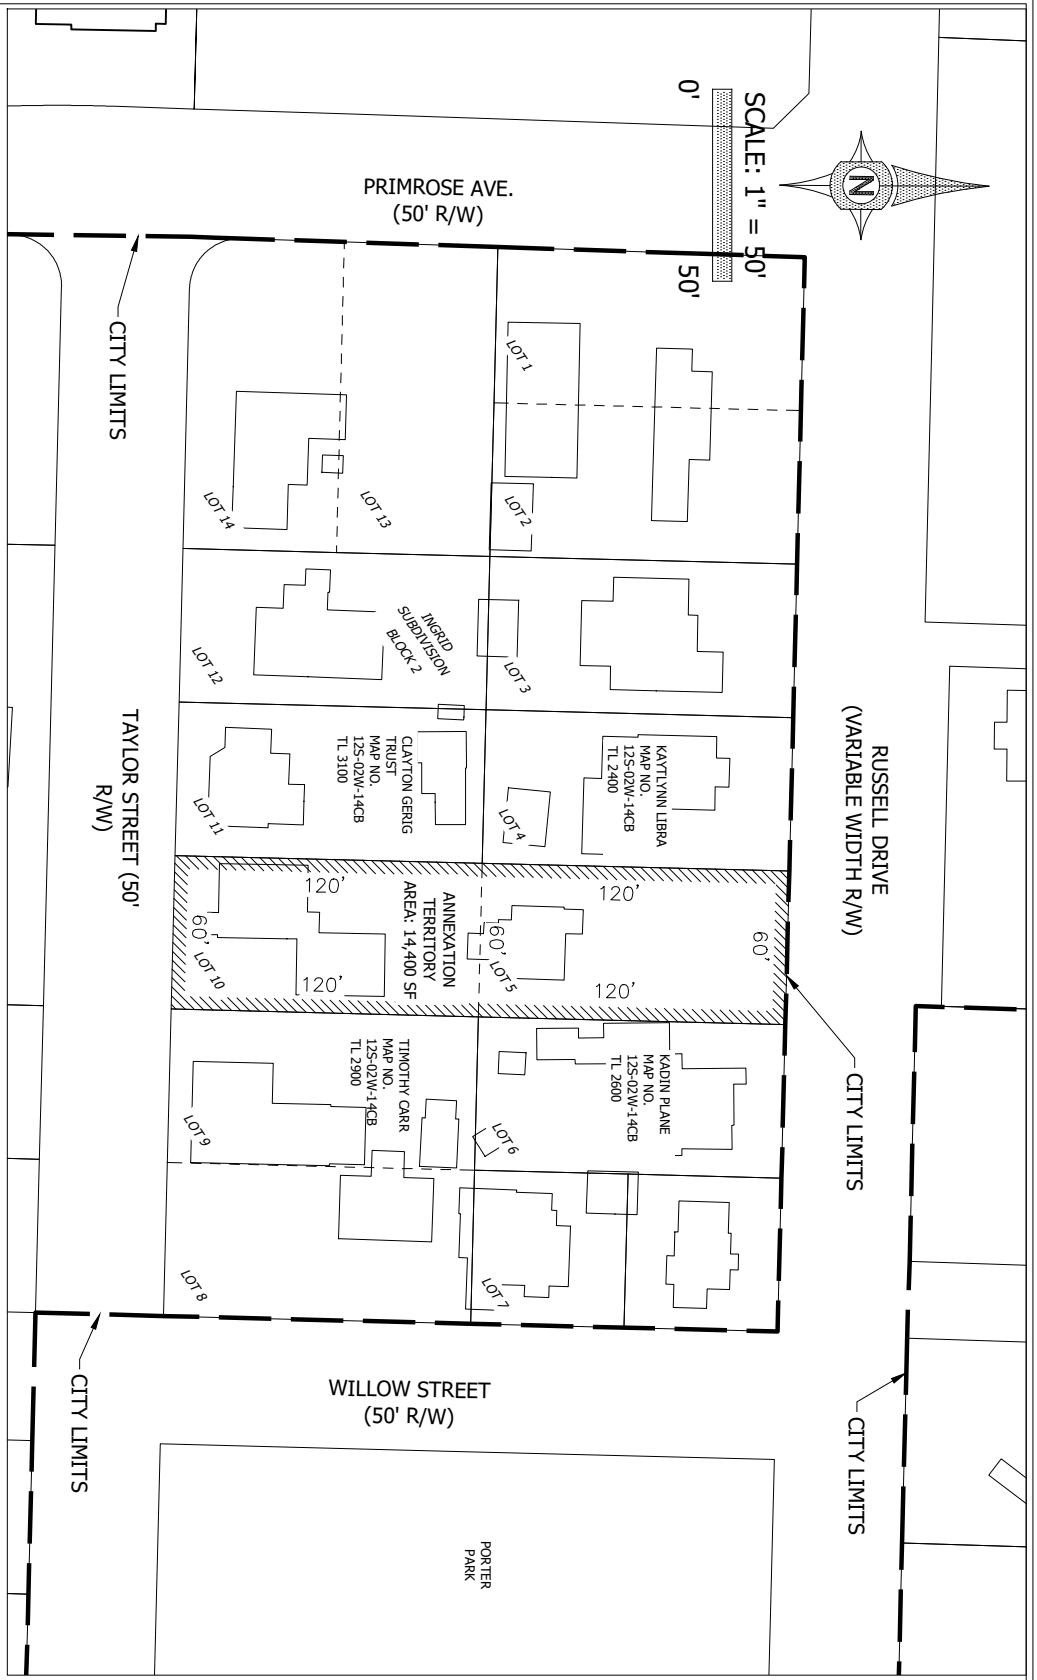 SCALE: 1" = 50'
0'
50'
N
PRIMROSE AVE.
(50' R/W)
RUSSELL DRIVE
(VARIABLE WIDTH R/W)
CITY LIMITS
CITY LIMITS
CITY LIMITS
CITY LIMITS
TAYLOR STREET (50'
R/W)
WILLOW STREET
(50' R/W)
PORTER
PARK
LOT 1
LOT 2
LOT 3
LOT 4
LOT 5
LOT 6
LOT 7
LOT 8
LOT 9
LOT 10
LOT 11
LOT 12
LOT 13
LOT 14
INGRID
SUBDIVISION
BLOCK 2
KAYTLYNN LIBRA
MAP NO.
12S-02W-14CB
TL 2400
CLAYTON GERIG
TRUST
MAP NO.
12S-02W-14CB
TL 3100
ANNEXATION
TERRITORY
AREA: 14,400 SF
120'
120'
120'
120'
60'
60'
60'
KADIN PLANE
MAP NO.
12S-02W-14CB
TL 2600
TIMOTHY CARR
MAP NO.
12S-02W-14CB
TL 2900